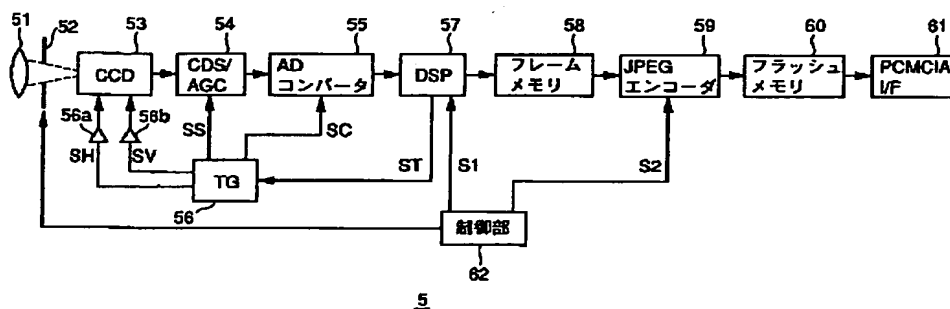 51
52
53
54
55
57
58
59
60
61
CCD
CDS/
AGC
AD
コンバータ
DSP
フレーム
メモリ
JPEG
エンコーダ
フラッシュ
メモリ
PCMCIA
I/F
56a
56b
SS
SC
SH
SV
ST
S1
S2
TG
56
制御部
62
5